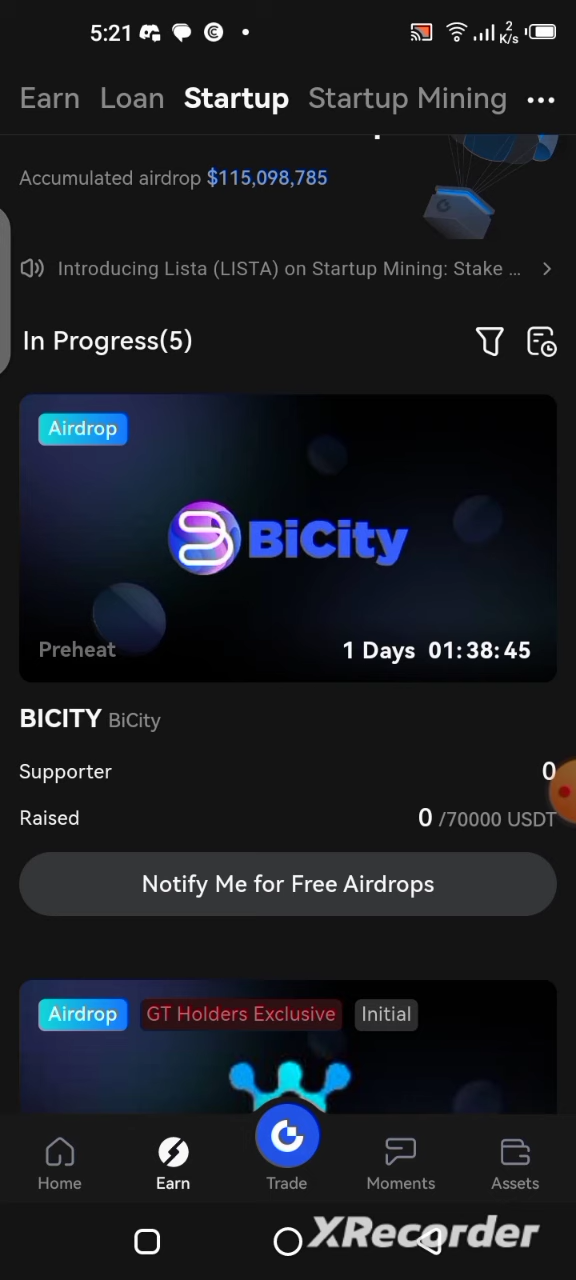 5:21
2
K/s
Earn Loan Startup Startup Mining
Accumulated airdrop $115,098,785
Introducing Lista (LISTA) on Startup Mining: Stake ...
In Progress(5)
Airdrop
BiCity
Preheat 1 Days 01:38:45
BICITY BiCity
Supporter 0
Raised 0 /70000 USDT
Notify Me for Free Airdrops
Airdrop GT Holders Exclusive Initial
Home Earn Trade Moments Assets
XRecorder